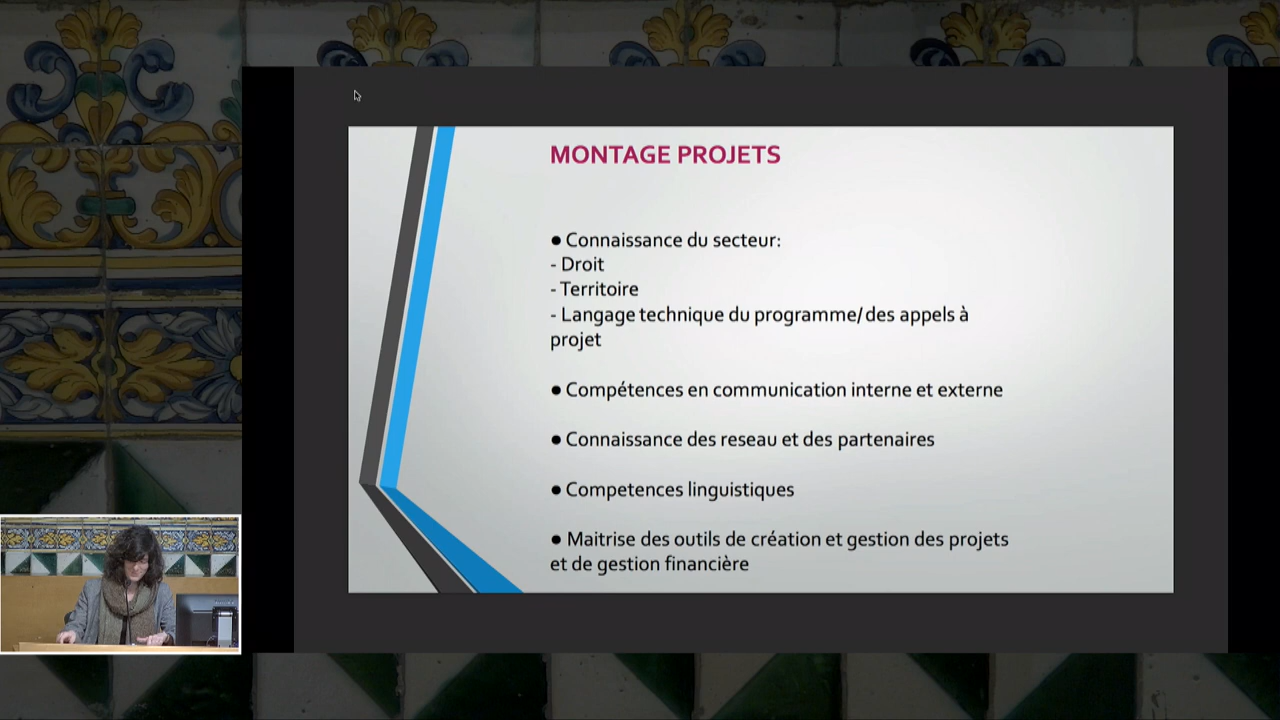 MONTAGE PROJETS
● Connaissance du secteur:
- Droit
- Territoire
- Langage technique du programme/des appels à
projet
● Compétences en communication interne et externe
● Connaissance des reseau et des partenaires
● Competences linguistiques
● Maitrise des outils de création et gestion des projets
et de gestion financière